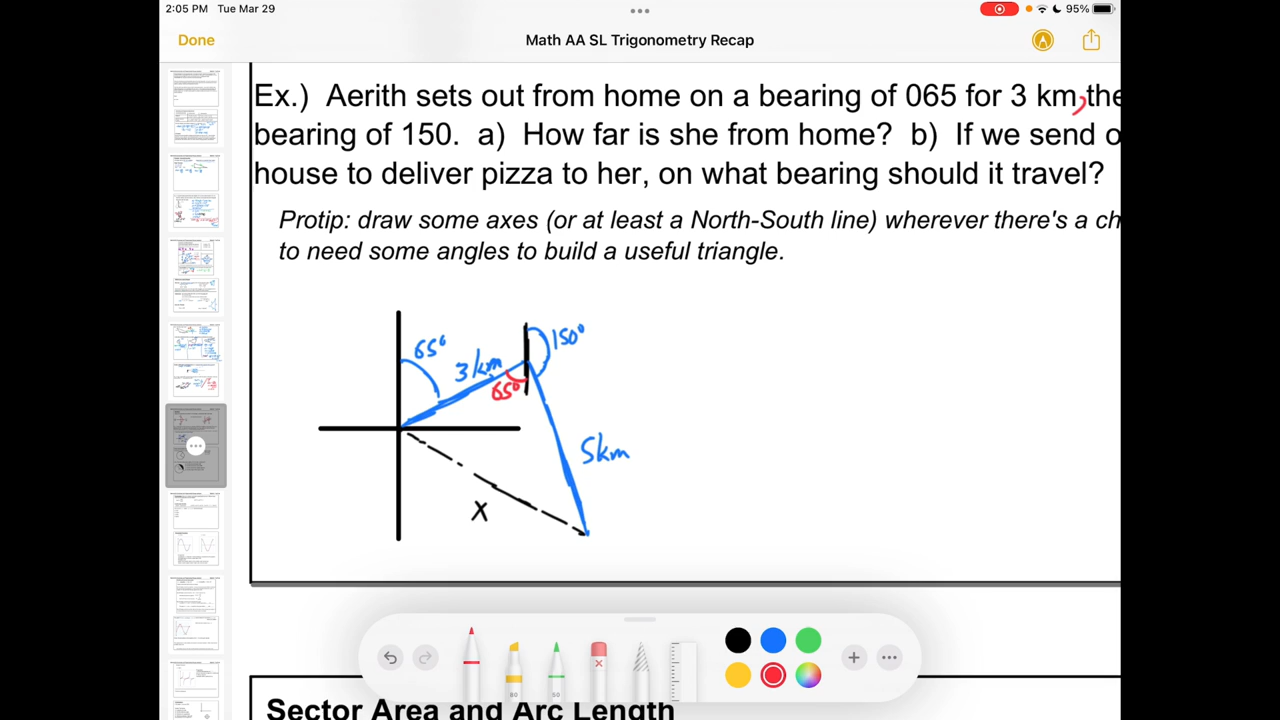 2:05 PM Tue Mar 29
95%
Done
Math AA SL Trigonometry Recap
Ex.) Aerith sets out from home on a bearing of 065 for 3 km, the
bearing of 150. a) How far is she from home? b) If we send o
house to deliver pizza to her, on what bearing should it travel?
Protip: draw some axes (or at least a North-South line) wherever there's a ch
to need some angles to build a useful triangle.
65° 3km 150°
65°
5km
x
80 50
Sector Area and Arc Length